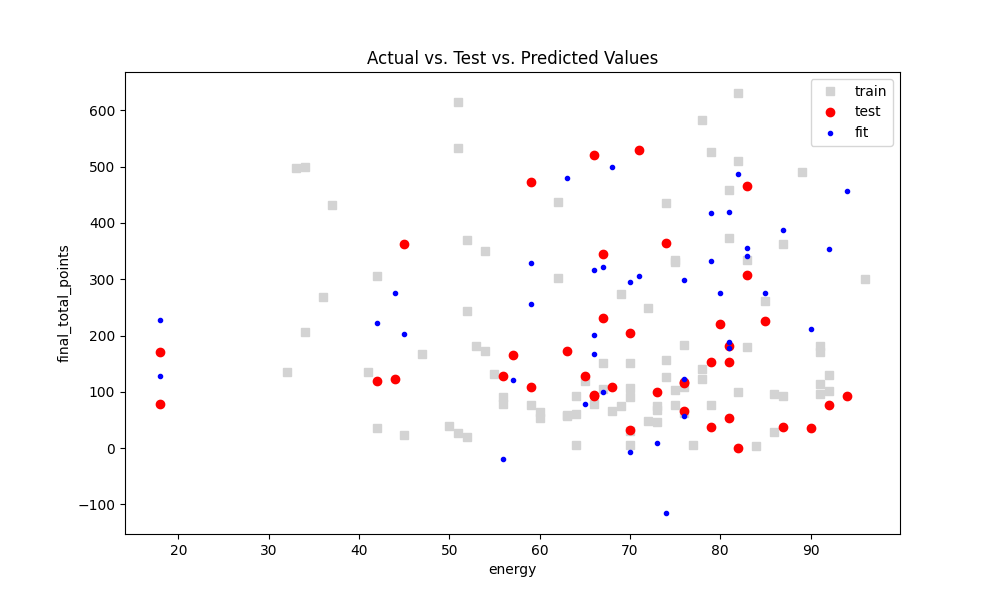 Actual vs. Test vs. Predicted Values
train
test
fit
600
500
400
300
200
100
0
−100
final_total_points
20 30 40 50 60 70 80 90
energy